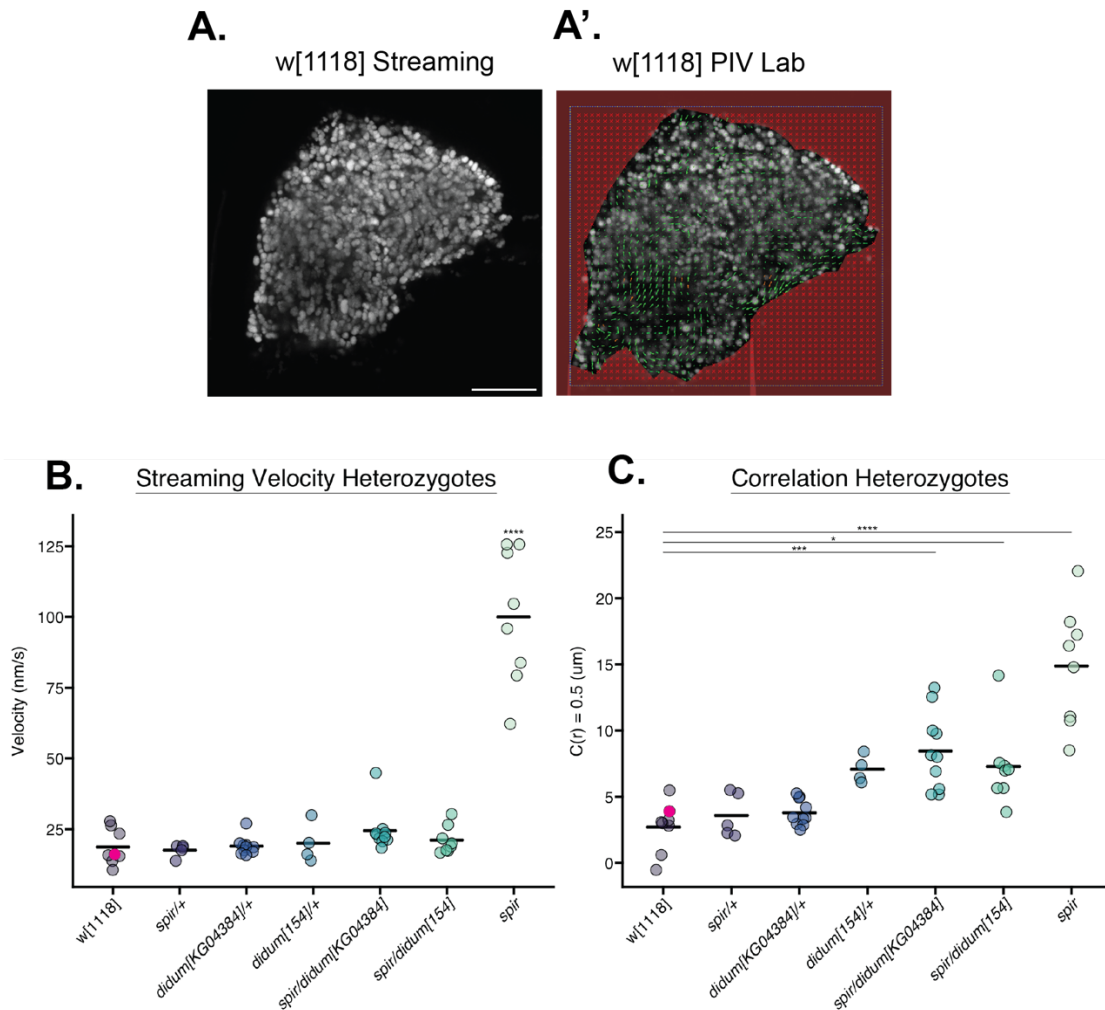 A.
w[1118] Streaming
A'.
w[1118] PIV Lab
B.
Streaming Velocity Heterozygotes
****
125
100
75
50
25
Velocity (nm/s)
w[1118]
spir/+
didum[KG04384]/+
didum[154]/+
spir/didum[KG04384]
spir/didum[154]
spir
C.
Correlation Heterozygotes
****
*
***
25
20
15
10
5
0
C(r) = 0.5 (um)
w[1118]
spir/+
didum[KG04384]/+
didum[154]/+
spir/didum[KG04384]
spir/didum[154]
spir